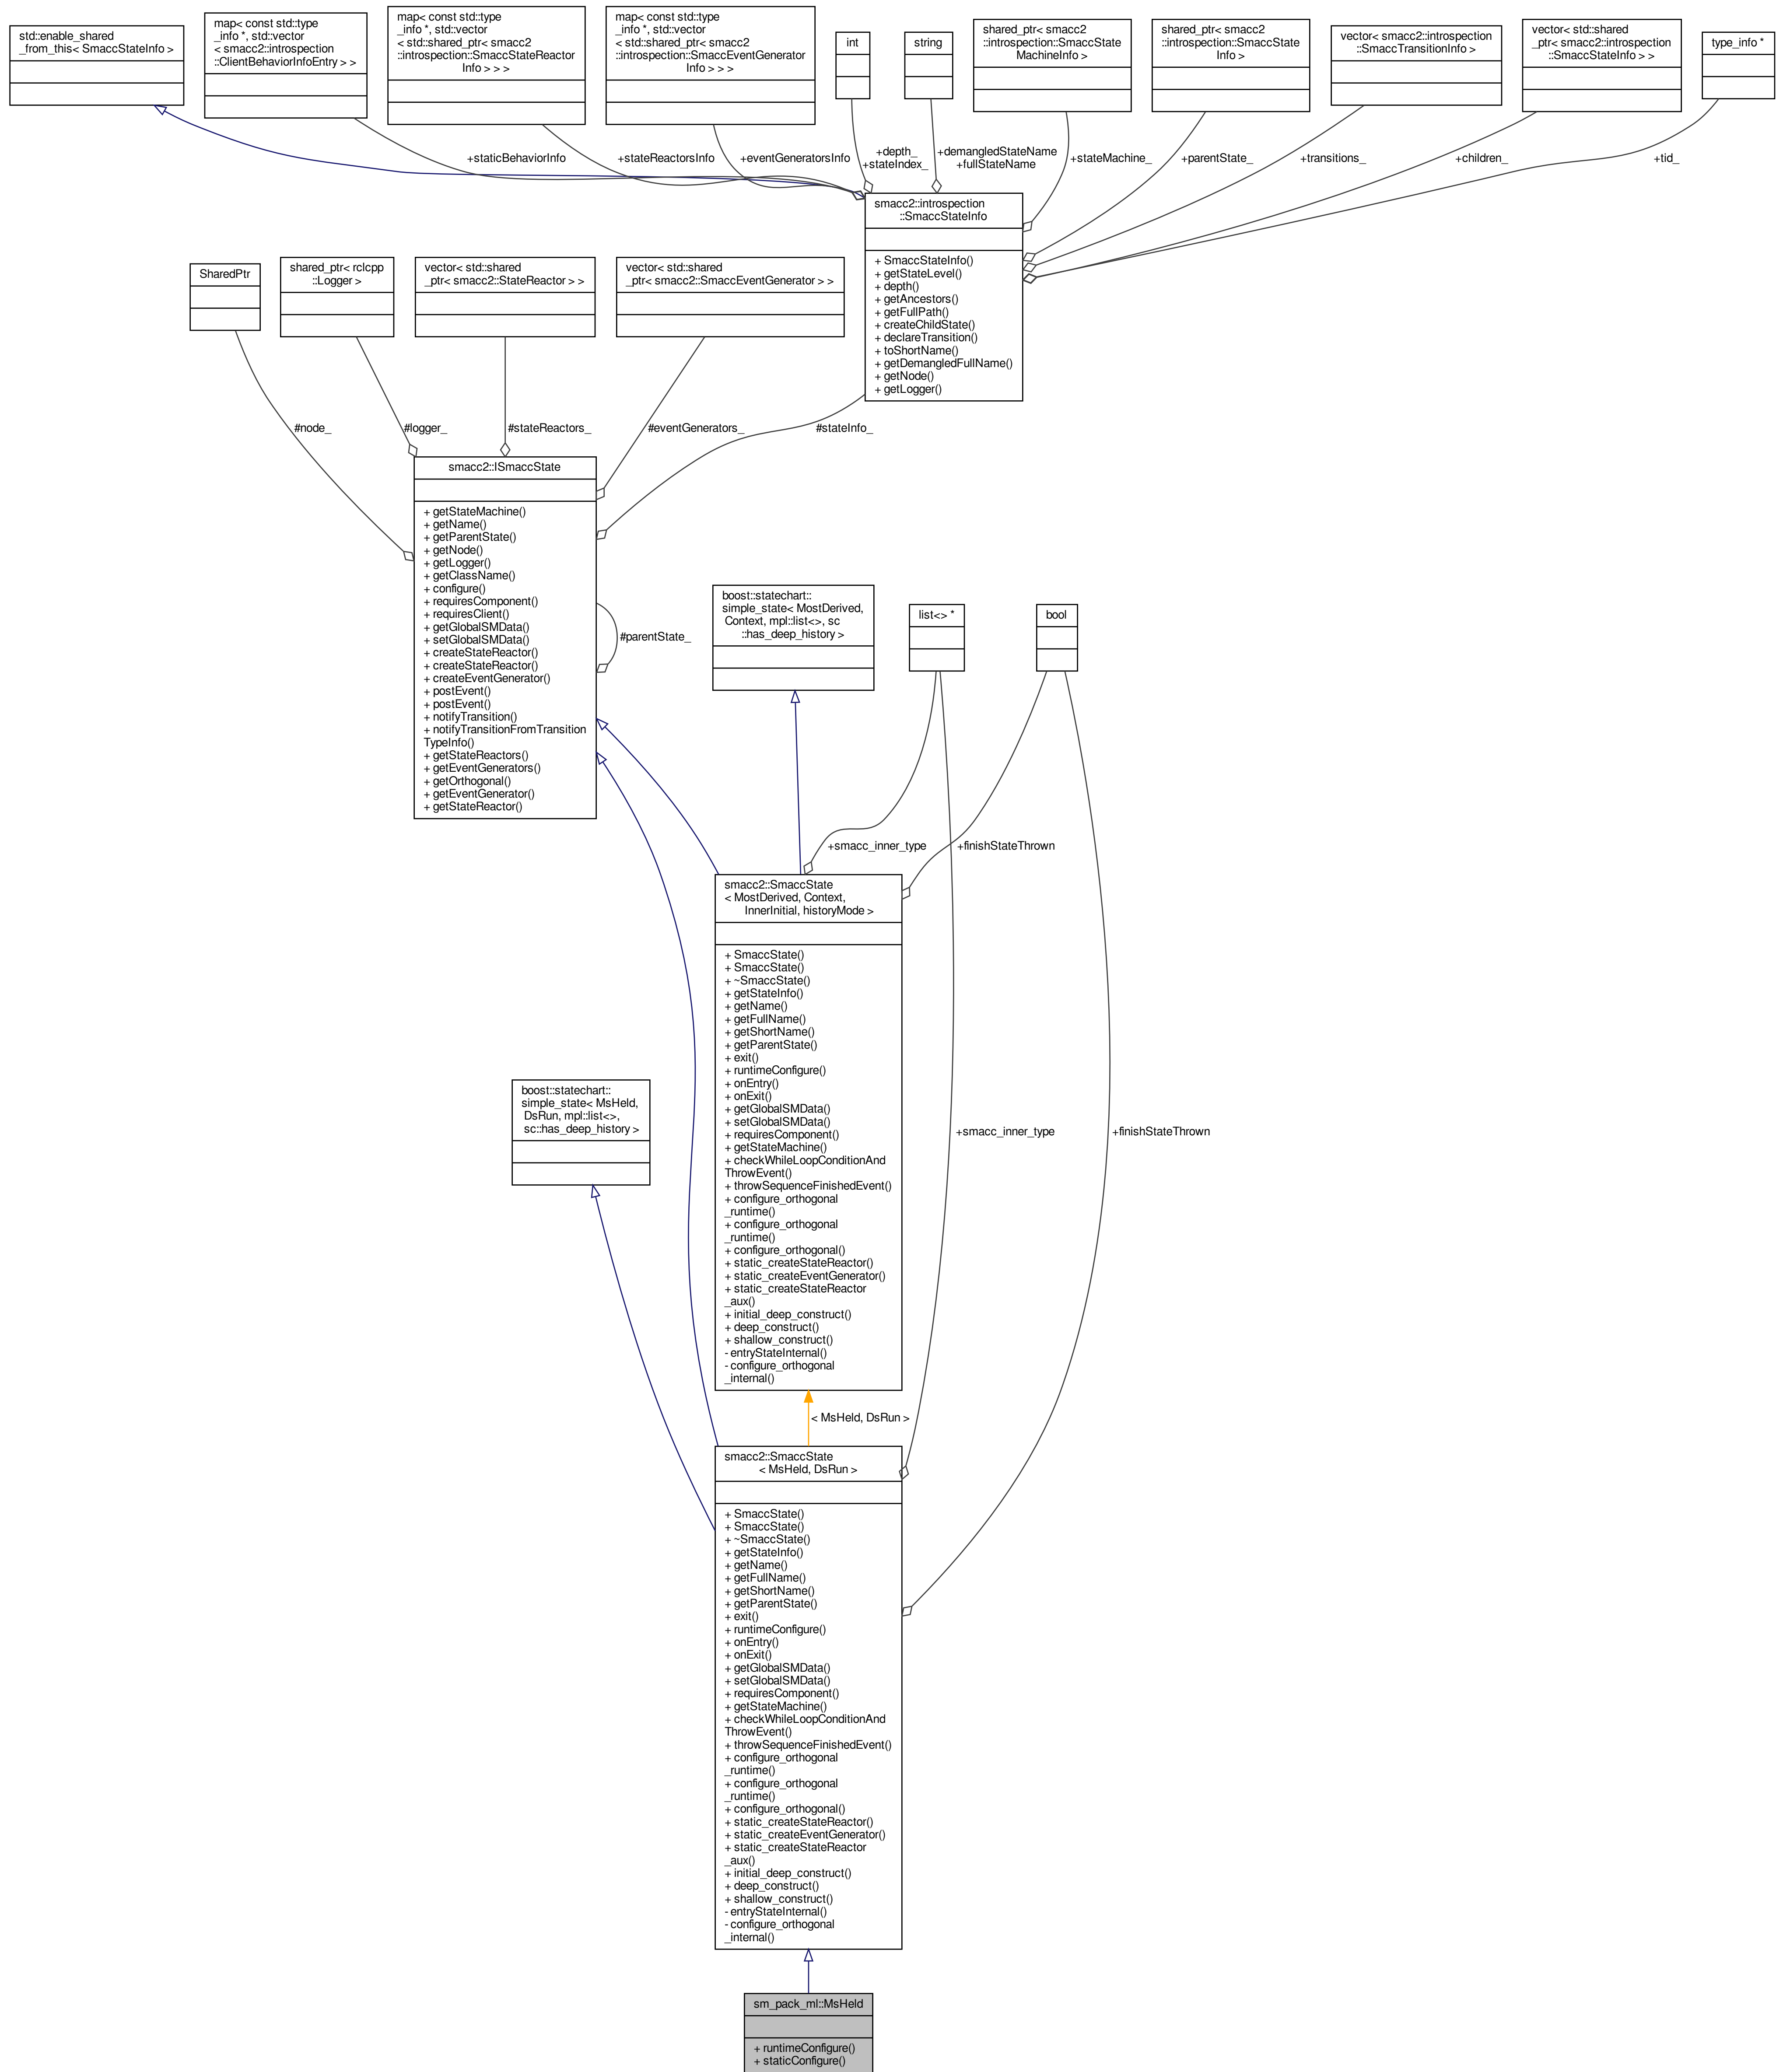 std::enable_shared
_from_this< SmaccStateInfo >
map< const std::type
_info *, std::vector
< smacc2::introspection
::ClientBehaviorInfoEntry > >
map< const std::type
_info *, std::vector
< std::shared_ptr< smacc2
::introspection::SmaccStateReactor
Info > > >
map< const std::type
_info *, std::vector
< std::shared_ptr< smacc2
::introspection::SmaccEventGenerator
Info > > >
int
string
shared_ptr< smacc2
::introspection::SmaccState
MachineInfo >
shared_ptr< smacc2
::introspection::SmaccState
Info >
vector< smacc2::introspection
::SmaccTransitionInfo >
vector< std::shared
_ptr< smacc2::introspection
::SmaccStateInfo > >
type_info *
+staticBehaviorInfo
+stateReactorsInfo
+eventGeneratorsInfo
+depth_
+stateIndex_
+demangledStateName
+fullStateName
+stateMachine_
+parentState_
+transitions_
+children_
+tid_
smacc2::introspection
::SmaccStateInfo
+ SmaccStateInfo()
+ getStateLevel()
+ depth()
+ getAncestors()
+ getFullPath()
+ createChildState()
+ declareTransition()
+ toShortName()
+ getDemangledFullName()
+ getNode()
+ getLogger()
SharedPtr
shared_ptr< rclcpp
::Logger >
vector< std::shared
_ptr< smacc2::StateReactor > >
vector< std::shared
_ptr< smacc2::SmaccEventGenerator > >
#node_
#logger_
#stateReactors_
#eventGenerators_
#stateInfo_
smacc2::ISmaccState
+ getStateMachine()
+ getName()
+ getParentState()
+ getNode()
+ getLogger()
+ getClassName()
+ configure()
+ requiresComponent()
+ requiresClient()
+ getGlobalSMData()
+ setGlobalSMData()
+ createStateReactor()
+ createStateReactor()
+ createEventGenerator()
+ postEvent()
+ postEvent()
+ notifyTransition()
+ notifyTransitionFromTransition
TypeInfo()
+ getStateReactors()
+ getEventGenerators()
+ getOrthogonal()
+ getEventGenerator()
+ getStateReactor()
#parentState_
boost::statechart::
simple_state< MostDerived,
Context, mpl::list<>, sc
::has_deep_history >
list<> *
bool
+smacc_inner_type
+finishStateThrown
smacc2::SmaccState
< MostDerived, Context,
InnerInitial, historyMode >
+ SmaccState()
+ SmaccState()
+ ~SmaccState()
+ getStateInfo()
+ getName()
+ getFullName()
+ getShortName()
+ getParentState()
+ exit()
+ runtimeConfigure()
+ onEntry()
+ onExit()
+ getGlobalSMData()
+ setGlobalSMData()
+ requiresComponent()
+ getStateMachine()
+ checkWhileLoopConditionAnd
ThrowEvent()
+ throwSequenceFinishedEvent()
+ configure_orthogonal
_runtime()
+ configure_orthogonal
_runtime()
+ configure_orthogonal()
+ static_createStateReactor()
+ static_createEventGenerator()
+ static_createStateReactor
_aux()
+ initial_deep_construct()
+ deep_construct()
+ shallow_construct()
- entryStateInternal()
- configure_orthogonal
_internal()
boost::statechart::
simple_state< MsHeld,
DsRun, mpl::list<>,
sc::has_deep_history >
+smacc_inner_type
+finishStateThrown
< MsHeld, DsRun >
smacc2::SmaccState
< MsHeld, DsRun >
+ SmaccState()
+ SmaccState()
+ ~SmaccState()
+ getStateInfo()
+ getName()
+ getFullName()
+ getShortName()
+ getParentState()
+ exit()
+ runtimeConfigure()
+ onEntry()
+ onExit()
+ getGlobalSMData()
+ setGlobalSMData()
+ requiresComponent()
+ getStateMachine()
+ checkWhileLoopConditionAnd
ThrowEvent()
+ throwSequenceFinishedEvent()
+ configure_orthogonal
_runtime()
+ configure_orthogonal
_runtime()
+ configure_orthogonal()
+ static_createStateReactor()
+ static_createEventGenerator()
+ static_createStateReactor
_aux()
+ initial_deep_construct()
+ deep_construct()
+ shallow_construct()
- entryStateInternal()
- configure_orthogonal
_internal()
sm_pack_ml::MsHeld
+ runtimeConfigure()
+ staticConfigure()